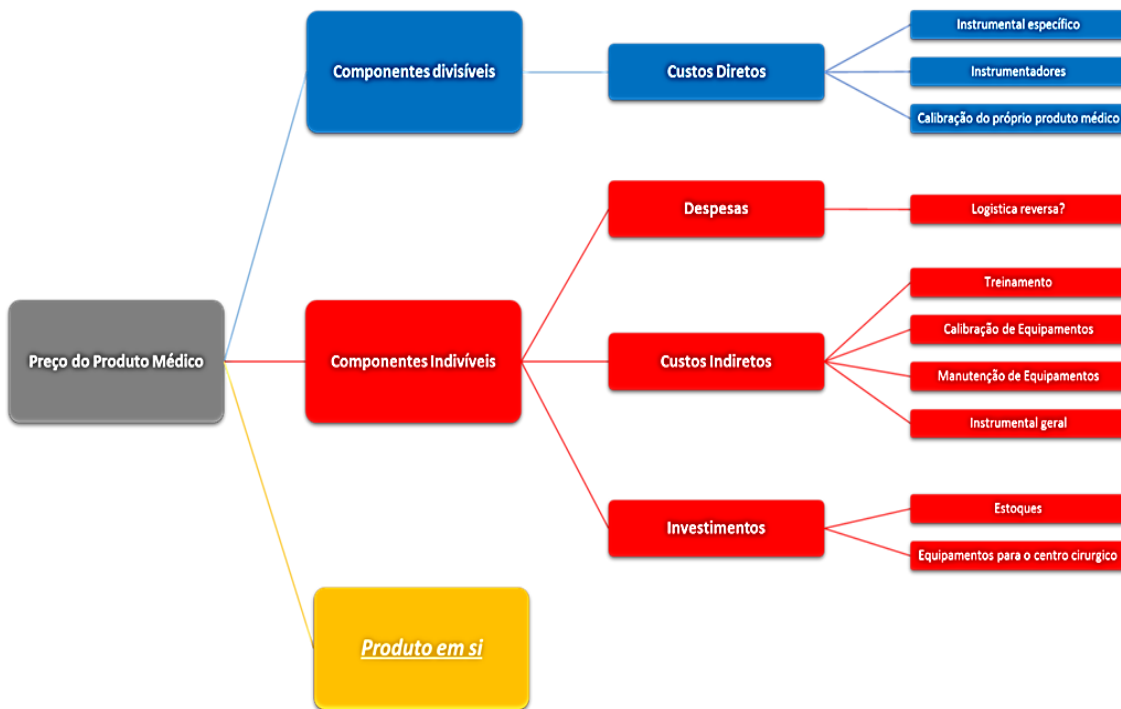 Instrumental específico
Componentes divisíveis
Custos Diretos
Instrumentadores
Calibração do próprio produto médico
Despesas
Logistica reversa?
Treinamento
Calibração de Equipamentos
Preço do Produto Médico
Componentes Indivíveis
Custos Indiretos
Manutenção de Equipamentos
Instrumental geral
Estoques
Investimentos
Equipamentos para o centro cirurgico
Produto em si